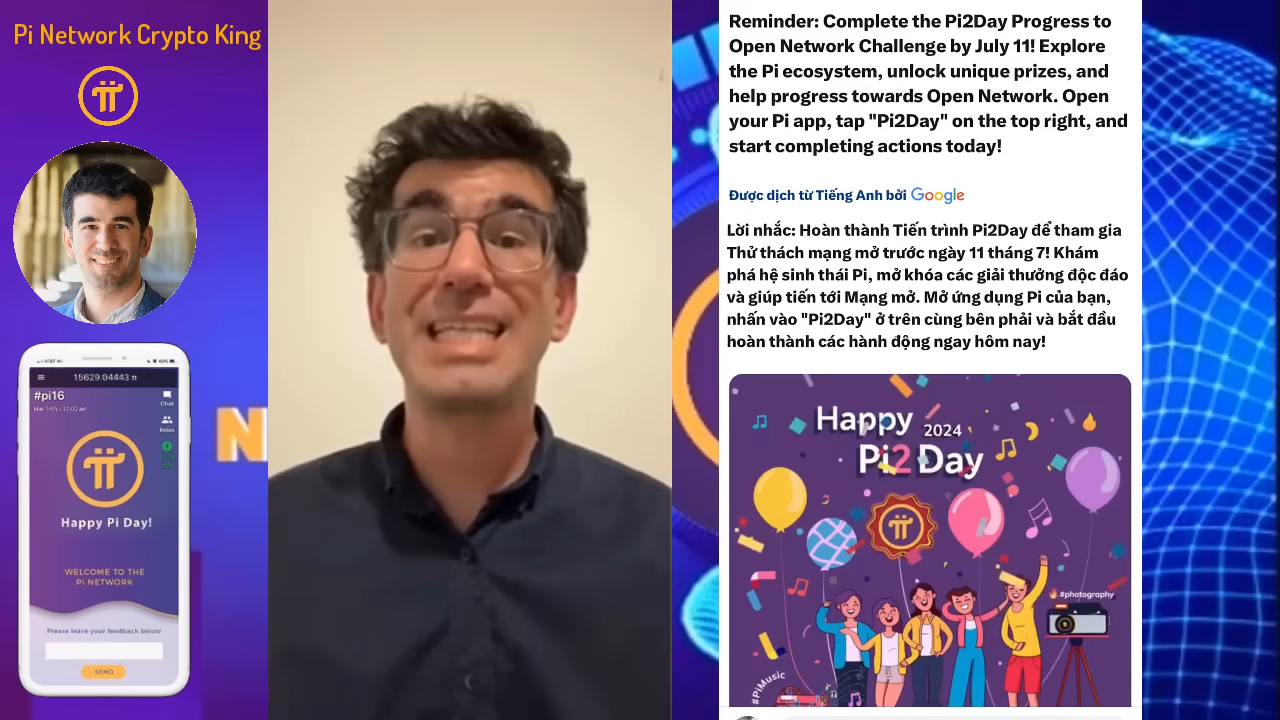 Pi Network Crypto King
15629.04443 π
#pi16
Chat
Roles
Happy Pi Day!
WELCOME TO THE
Pi NETWORK
Please leave your feedback below
SEND
N
Reminder: Complete the Pi2Day Progress to
Open Network Challenge by July 11! Explore
the Pi ecosystem, unlock unique prizes, and
help progress towards Open Network. Open
your Pi app, tap "Pi2Day" on the top right, and
start completing actions today!
Được dịch từ Tiếng Anh bởi Google
Lời nhắc: Hoàn thành Tiến trình Pi2Day để tham gia
Thử thách mạng mở trước ngày 11 tháng 7! Khám
phá hệ sinh thái Pi, mở khóa các giải thưởng độc đáo
và giúp tiến tới Mạng mở. Mở ứng dụng Pi của bạn,
nhấn vào "Pi2Day" ở trên cùng bên phải và bắt đầu
hoàn thành các hành động ngay hôm nay!
Happy 2024
Pi2 Day
#photography
#PiMusic